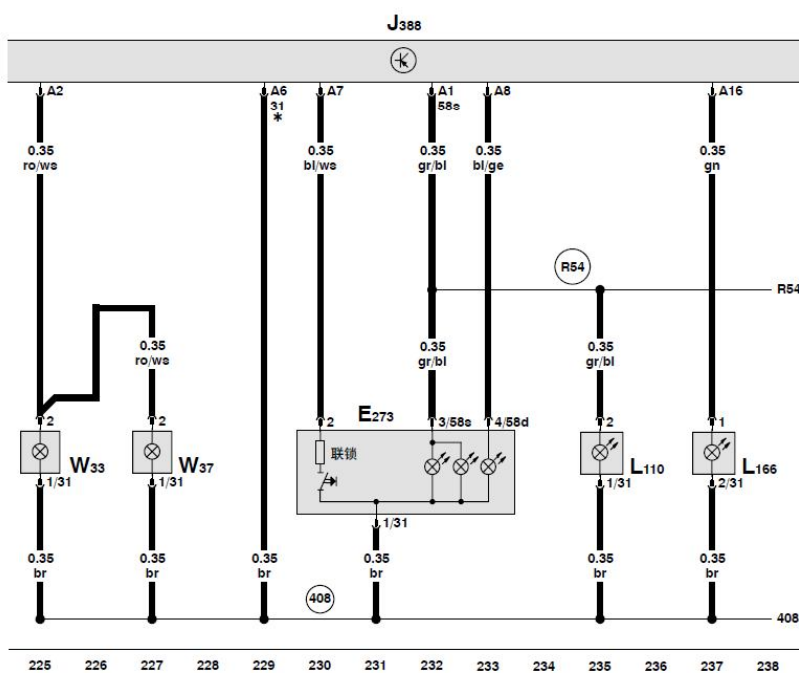 J388
A2 A6 A7 A1 A8 A16
31 58s
*
0.35 0.35 0.35 0.35 0.35
ro/ws bl/ws gr/bl bl/ge gn
R54
R54
0.35 0.35 0.35
ro/ws gr/bl gr/bl
E273
2 2 2 3/58s 4/58d 2 1
联锁
W33 W37 L110 L166
1/31 1/31 1/31 2/31
1/31
0.35 0.35 0.35 0.35 0.35 0.35
br br br br br br
408
408
225 226 227 228 229 230 231 232 233 234 235 236 237 238